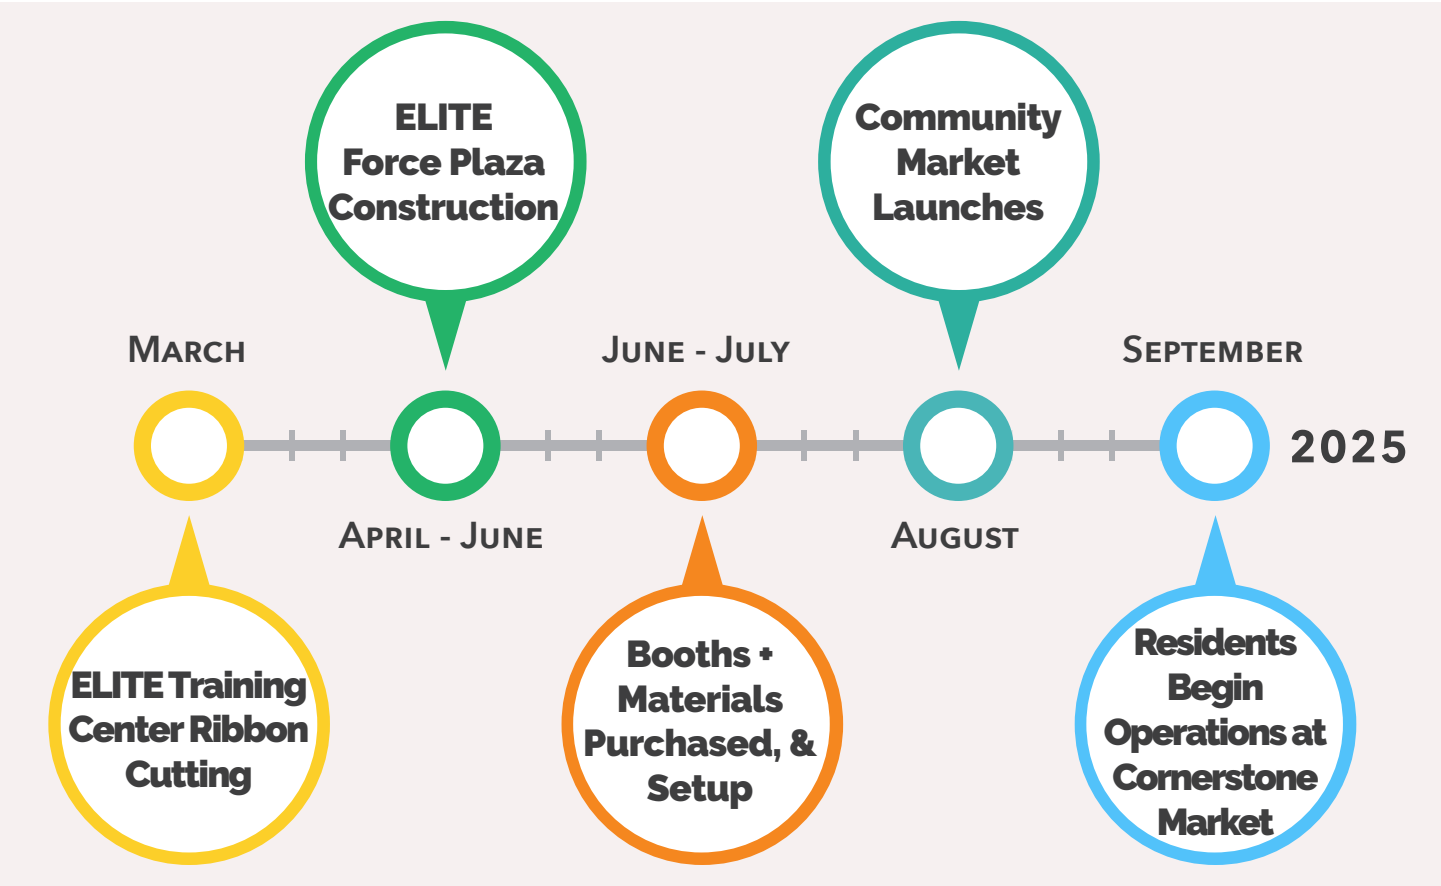 ELITE
Force Plaza
Construction
Community
Market
Launches
March
June - July
September
2025
April - June
August
ELITE Training
Center Ribbon
Cutting
Booths +
Materials
Purchased, &
Setup
Residents
Begin
Operations at
Cornerstone
Market